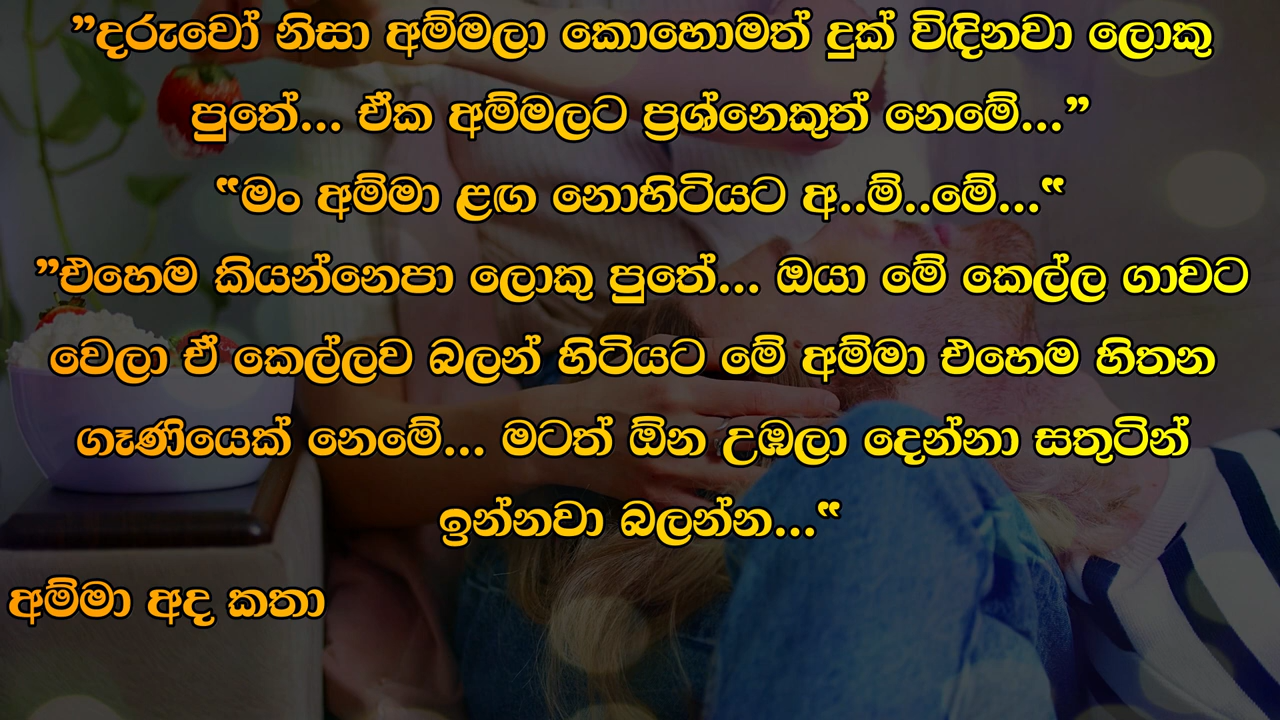 ”දරුවෝ නිසා අම්මලා කොහොමත් දුක් විඳිනවා ලොකු
පුතේ... ඒක අම්මලට ප්‍රශ්නෙකුත් නෙමේ...”
“මං අම්මා ළඟ නොහිටියට අ..ම්..මේ...“
”එහෙම කියන්නෙපා ලොකු පුතේ... ඔයා මේ කෙල්ල ගාවට
වෙලා ඒ කෙල්ලව බලන් හිටියට මේ අම්මා එහෙම හිතන
ගෑණියෙක් නෙමේ... මටත් ඕන උඹලා දෙන්නා සතුටින්
ඉන්නවා බලන්න...“
අම්මා අද කතා